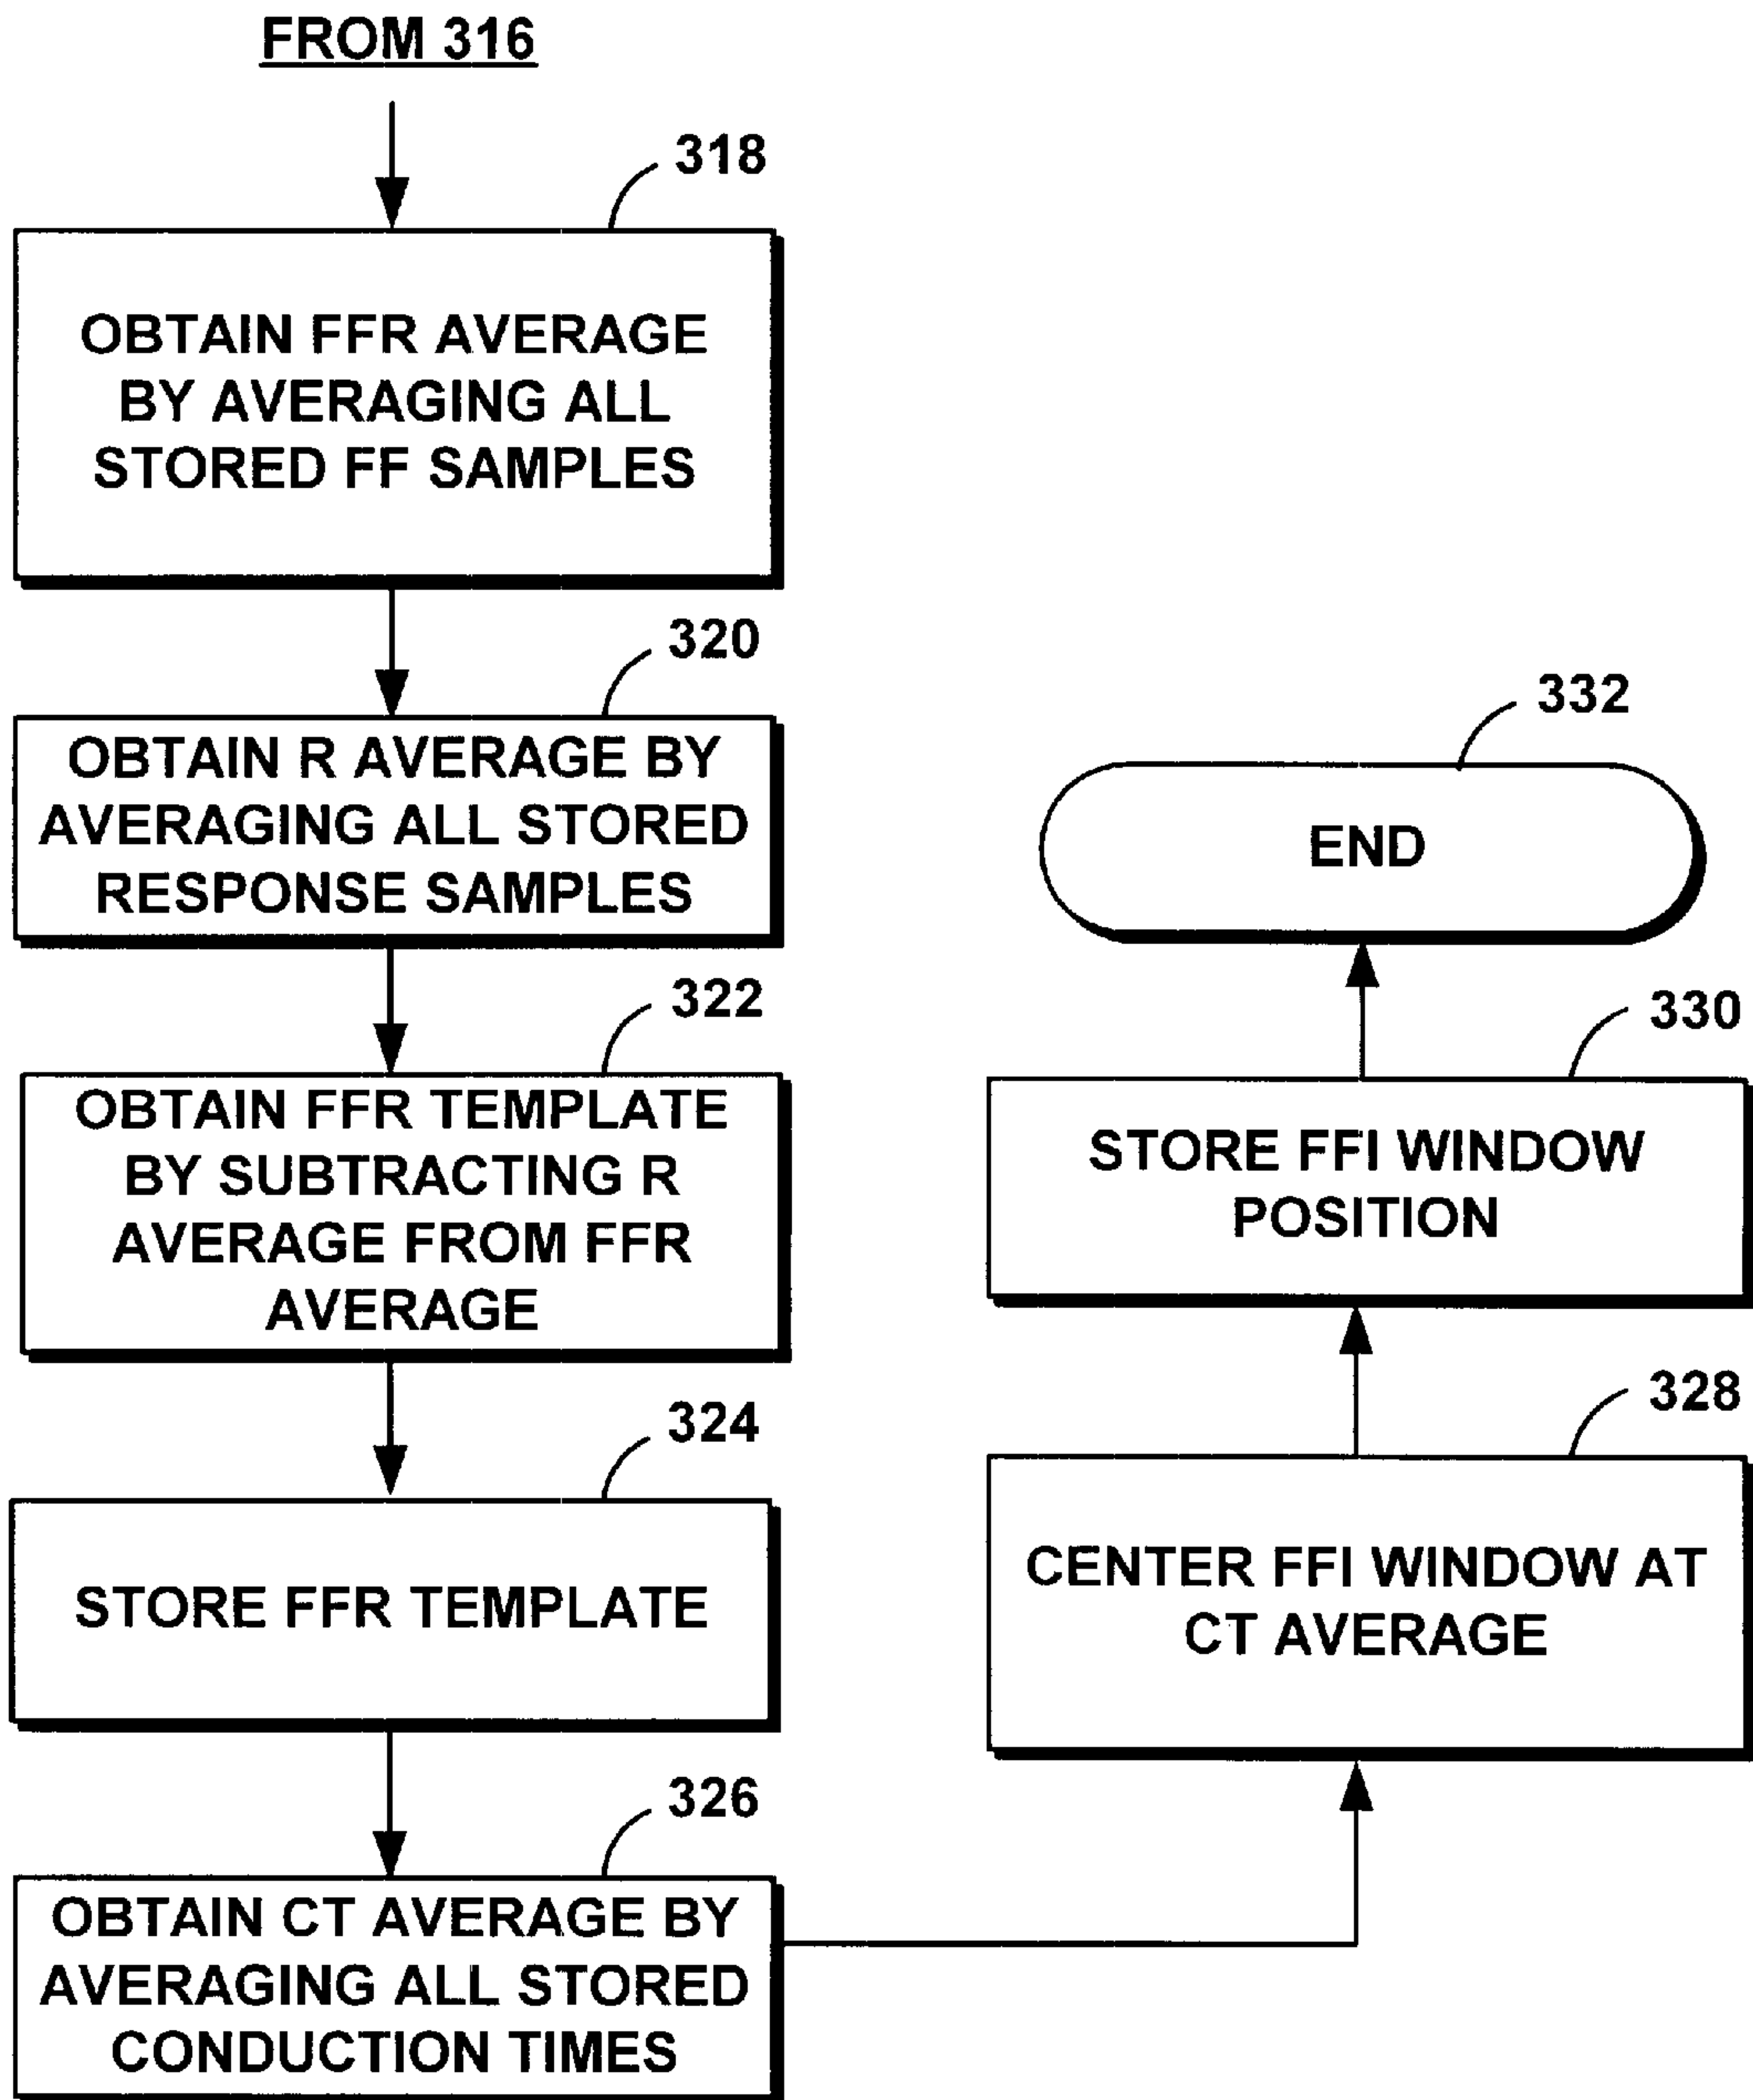 FROM 316
318
OBTAIN FFR AVERAGE
BY AVERAGING ALL
STORED FF SAMPLES
320
OBTAIN R AVERAGE BY
AVERAGING ALL STORED
RESPONSE SAMPLES
322
OBTAIN FFR TEMPLATE
BY SUBTRACTING R
AVERAGE FROM FFR
AVERAGE
324
STORE FFR TEMPLATE
326
OBTAIN CT AVERAGE BY
AVERAGING ALL STORED
CONDUCTION TIMES
328
CENTER FFI WINDOW AT
CT AVERAGE
330
STORE FFI WINDOW
POSITION
332
END